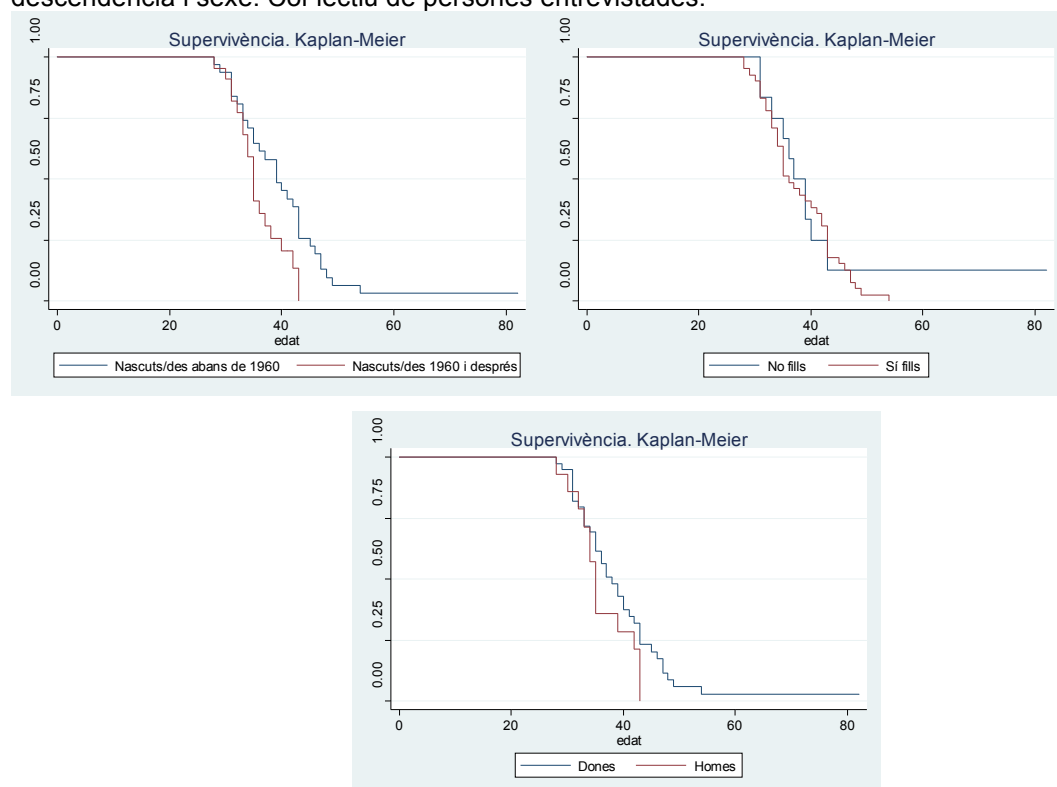 descendència i sexe. Col·lectiu de persones entrevistades.
Supervivència. Kaplan-Meier
1.00
0.75
0.50
0.25
0.00
0 20 40 60 80
edat
Nascuts/des abans de 1960 Nascuts/des 1960 i després
Supervivència. Kaplan-Meier
1.00
0.75
0.50
0.25
0.00
0 20 40 60 80
edat
No fills Sí fills
Supervivència. Kaplan-Meier
1.00
0.75
0.50
0.25
0.00
0 20 40 60 80
edat
Dones Homes